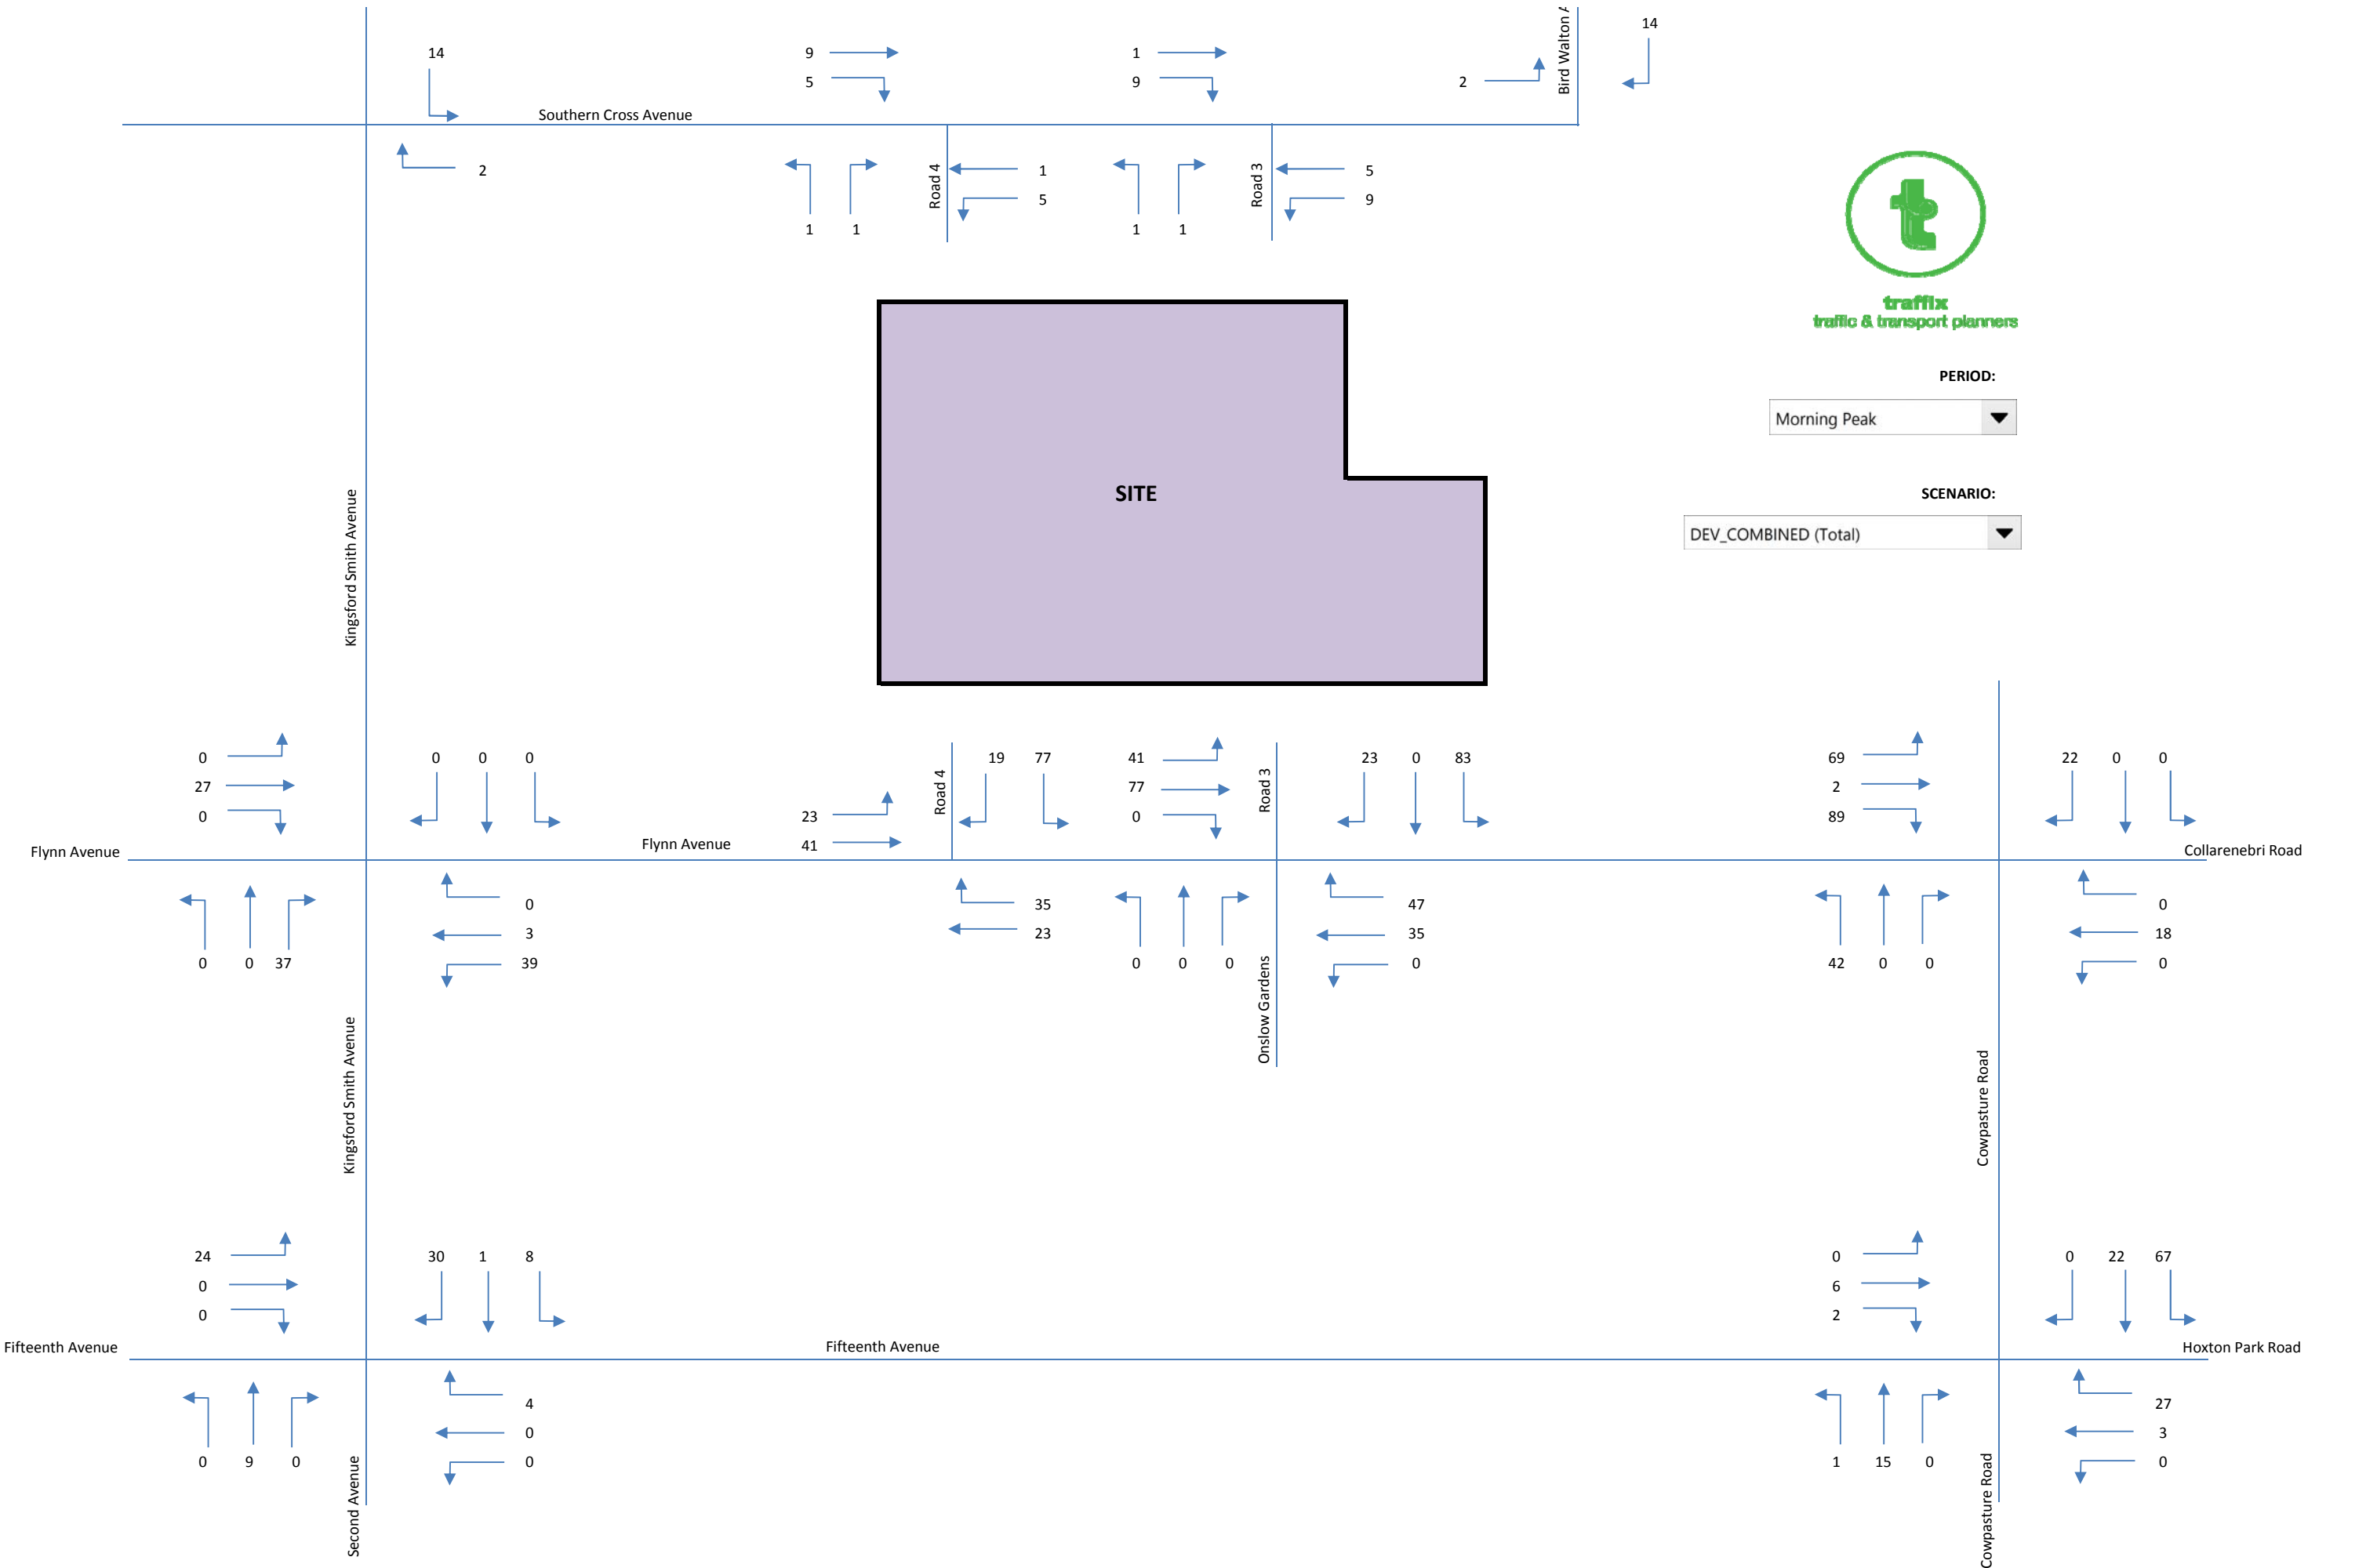 14
9
1
Bird Walton A
14
5
9
2
Southern Cross Avenue
2
Road 4
1
5
Road 3
5
9
1 1
1 1
traffix
traffic & transport planners
PERIOD:
Morning Peak
SITE
SCENARIO:
DEV_COMBINED (Total)
Kingsford Smith Avenue
0
27
0
0 0 0
23
41
Road 4
19 77
41
77
0
Road 3
23 0 83
69
2
89
22 0 0
Flynn Avenue
Flynn Avenue
Collarenebri Road
0 0 37
0
3
39
35
23
0 0 0
Onslow Gardens
47
35
0
42 0 0
0
18
0
Kingsford Smith Avenue
Cowpasture Road
24
0
0
30 1 8
0
6
2
0 22 67
Fifteenth Avenue
Fifteenth Avenue
Hoxton Park Road
0 9 0
4
0
0
Second Avenue
1 15 0
Cowpasture Road
27
3
0